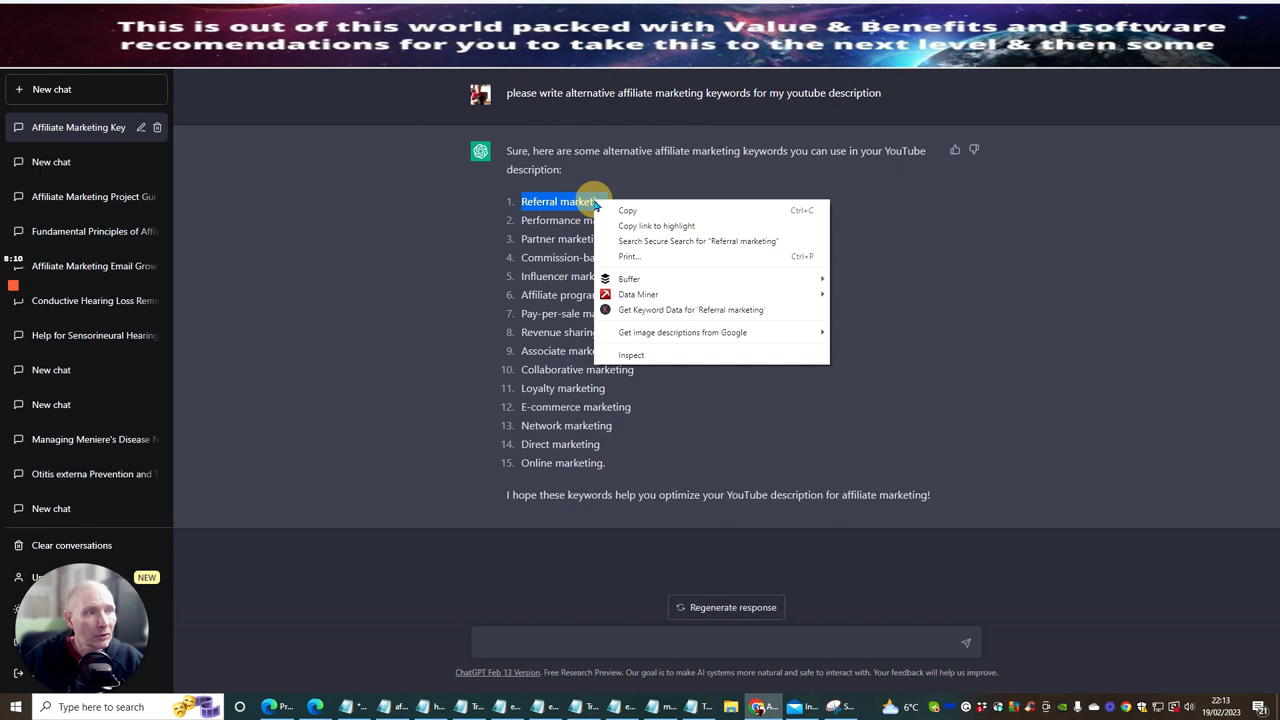 This is out of this world packed with Value & Benefits and software
recomendations for you to take this to the next level & then some
New chat
please write alternative affiliate marketing keywords for my youtube description
Affiliate Marketing Key
New chat
Affiliate Marketing Project Gui
Fundamental Principles of Affi
8:10
Affiliate Marketing Email Grow
Conductive Hearing Loss Reme
Help for Sensorineural Hearing
New chat
New chat
Managing Meniere's Disease N
Otitis externa Prevention and T
New chat
Clear conversations
NEW
Sure, here are some alternative affiliate marketing keywords you can use in your YouTube
description:
1. Referral market
2. Performance ma
3. Partner marketi
4. Commission-ba
5. Influencer mark
6. Affiliate progra
7. Pay-per-sale ma
8. Revenue sharing
9. Associate marke
10. Collaborative marketing
11. Loyalty marketing
12. E-commerce marketing
13. Network marketing
14. Direct marketing
15. Online marketing.
I hope these keywords help you optimize your YouTube description for affiliate marketing!
Copy Ctrl+C
Copy link to highlight
Search Secure Search for "Referral marketing"
Print... Ctrl+P
Buffer
Data Miner
Get Keyword Data for 'Referral marketing'
Get image descriptions from Google
Inspect
Regenerate response
ChatGPT Feb 13 Version. Free Research Preview. Our goal is to make AI systems more natural and safe to interact with. Your feedback will help us improve.
Type here to search
Pr...
af...
h...
Tr...
e...
e...
Tr...
e...
m...
T...
A...
In...
S...
6°C
22:13
19/02/2023